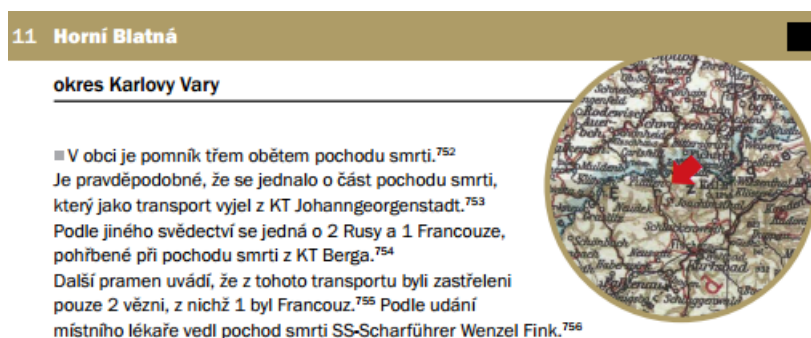 11 Horní Blatná
okres Karlovy Vary
V obci je pomník třem obětem pochodu smrti.752
Je pravděpodobné, že se jednalo o část pochodu smrti,
který jako transport vyjel z KT Johanngeorgenstadt.753
Podle jiného svědectví se jedná o 2 Rusy a 1 Francouze,
pohřbené při pochodu smrti z KT Berga.754
Další pramen uvádí, že z tohoto transportu byli zastřeleni
pouze 2 vězni, z nichž 1 byl Francouz.755 Podle udání
místního lékaře vedl pochod smrti SS-Scharführer Wenzel Fink.756